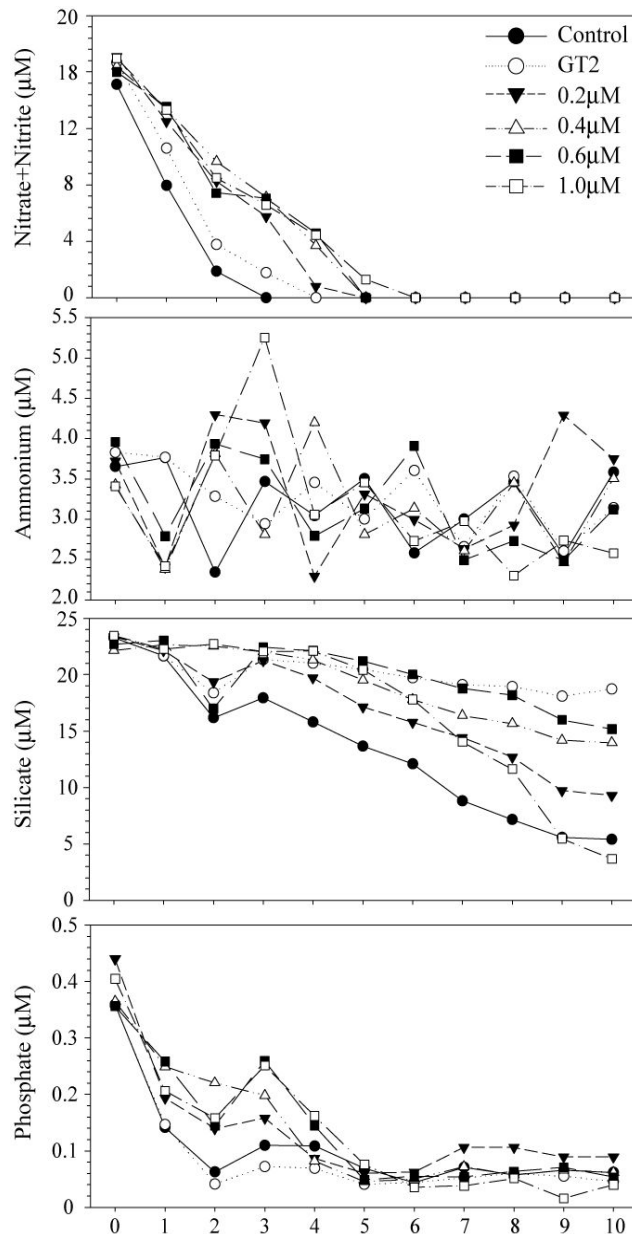 20
18
12
8
4
0
Nitrate+Nitrite (µM)
Control
GT2
0.2µM
0.4µM
0.6µM
1.0µM
5.5
5.0
4.5
4.0
3.5
3.0
2.5
2.0
Ammonium (µM)
25
20
15
10
5
0
Silicate (µM)
0.5
0.4
0.3
0.2
0.1
0
Phosphate (µM)
0 1 2 3 4 5 6 7 8 9 10